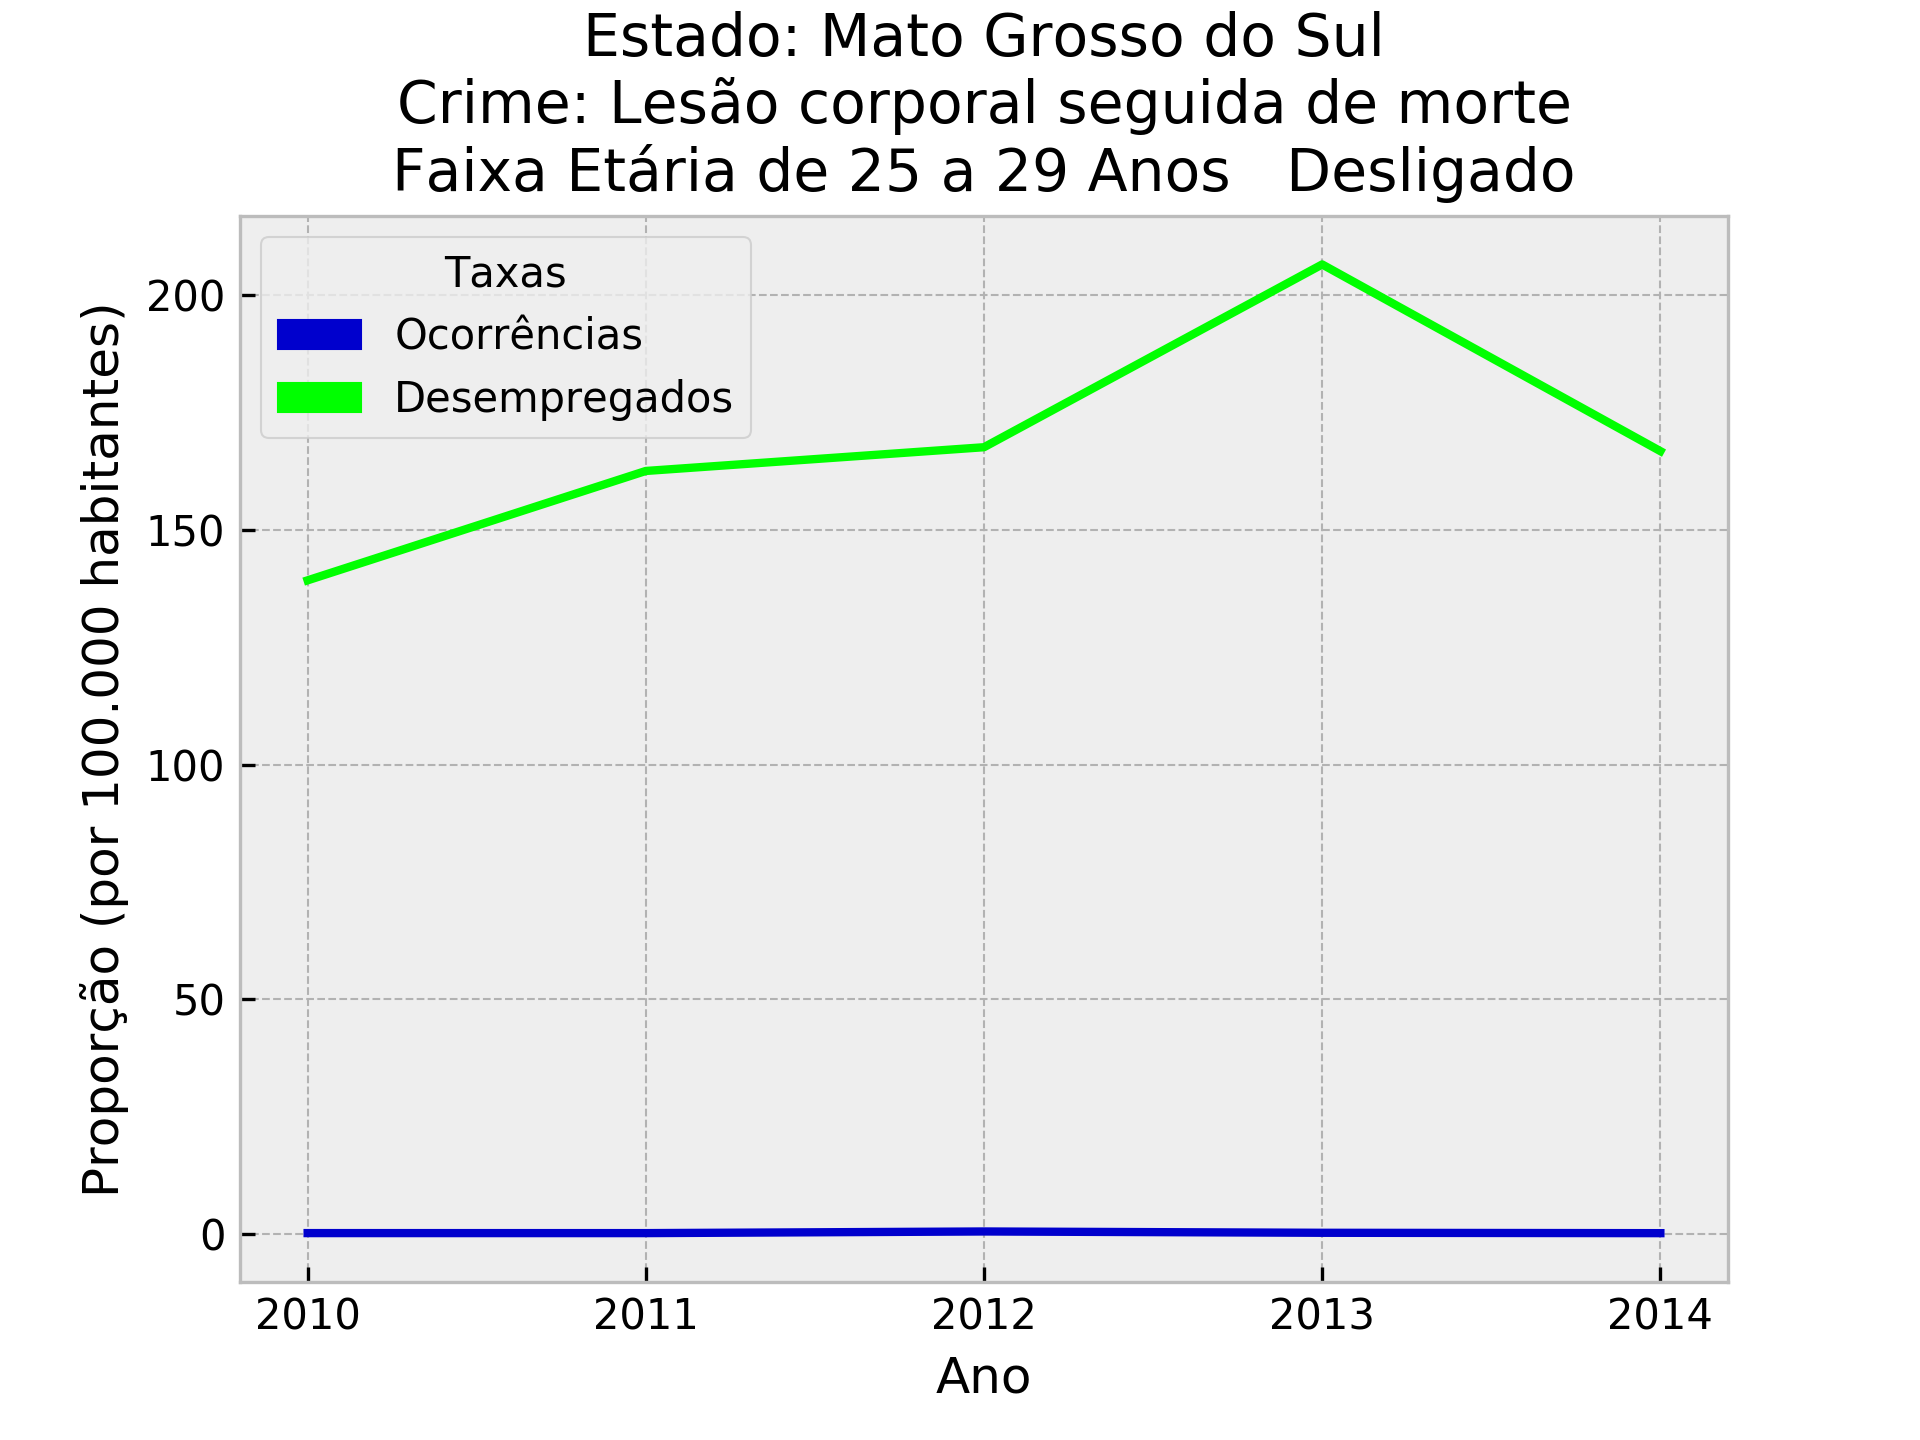 Estado: Mato Grosso do Sul
Crime: Lesão corporal seguida de morte
Faixa Etária de 25 a 29 Anos   Desligado
Taxas
Ocorrências
Desempregados
Proporção (por 100.000 habitantes)
200
150
100
50
0
2010 2011 2012 2013 2014
Ano